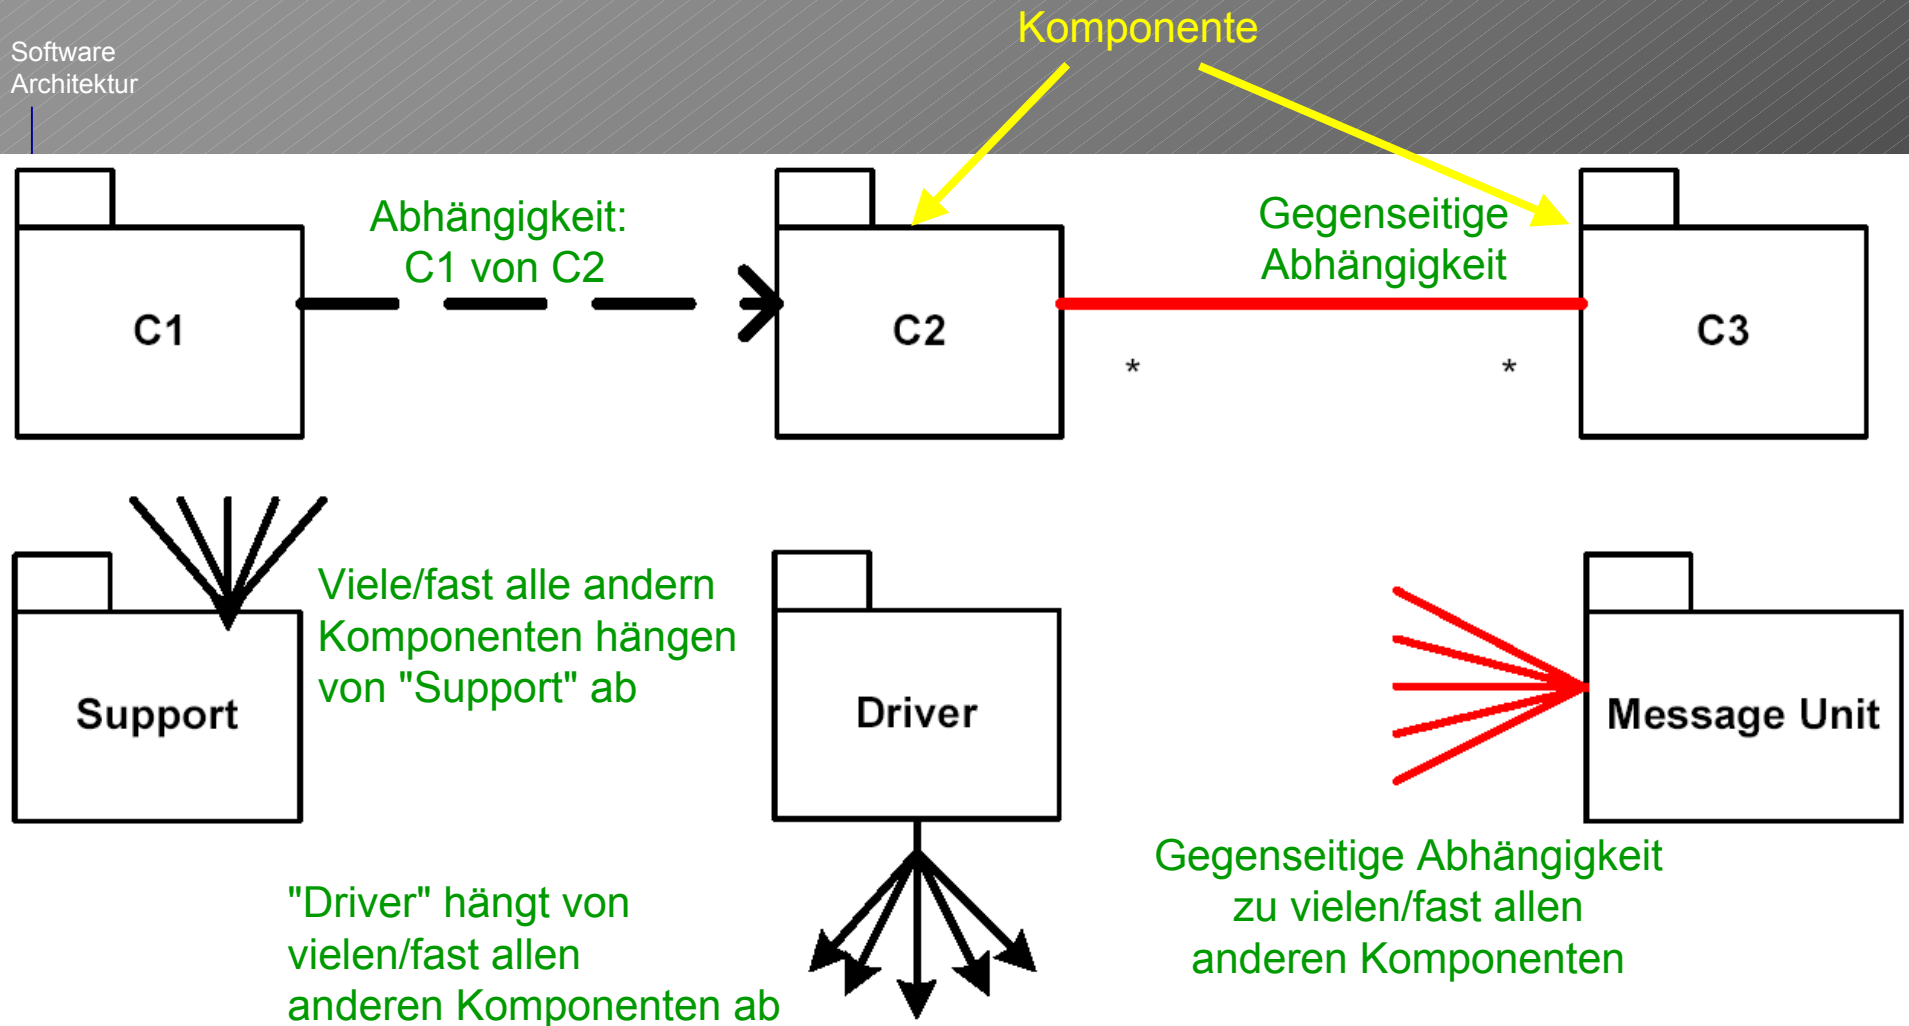 Software
Architektur
Komponente
Abhängigkeit:
C1 von C2
Gegenseitige
Abhängigkeit
C1
C2
C3
*
*
Viele/fast alle andern
Komponenten hängen
von "Support" ab
Support
Driver
Message Unit
"Driver" hängt von
vielen/fast allen
anderen Komponenten ab
Gegenseitige Abhängigkeit
zu vielen/fast allen
anderen Komponenten